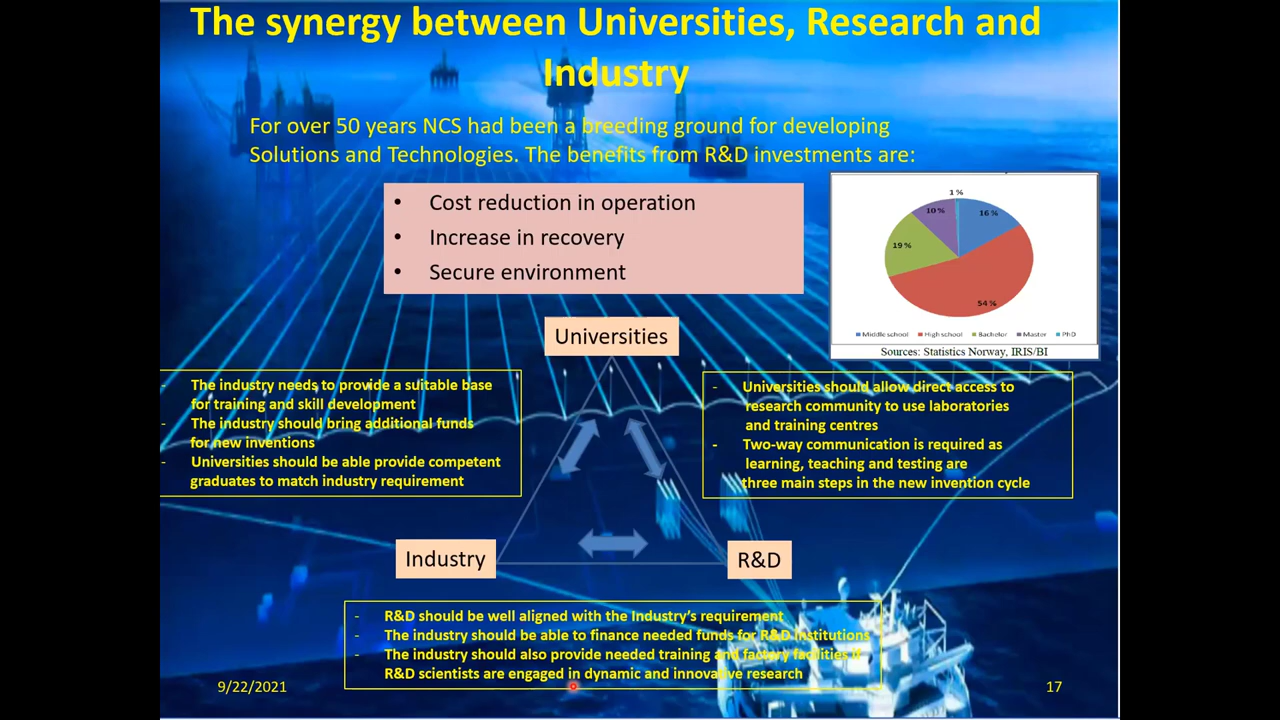 The synergy between Universities, Research and
Industry
For over 50 years NCS had been a breeding ground for developing
Solutions and Technologies. The benefits from R&D investments are:
• Cost reduction in operation
• Increase in recovery
• Secure environment
1 %
16 %
10 %
19 %
54 %
Middle school High school Bachelor Master PhD
Sources: Statistics Norway, IRIS/BI
Universities
- The industry needs to provide a suitable base
for training and skill development
- The industry should bring additional funds
for new inventions
- Universities should be able provide competent
graduates to match industry requirement
- Universities should allow direct access to
research community to use laboratories
and training centres
- Two-way communication is required as
learning, teaching and testing are
three main steps in the new invention cycle
Industry
R&D
- R&D should be well aligned with the Industry's requirement
- The industry should be able to finance needed funds for R&D institutions
- The industry should also provide needed training and factory facilities if
R&D scientists are engaged in dynamic and innovative research
9/22/2021
17